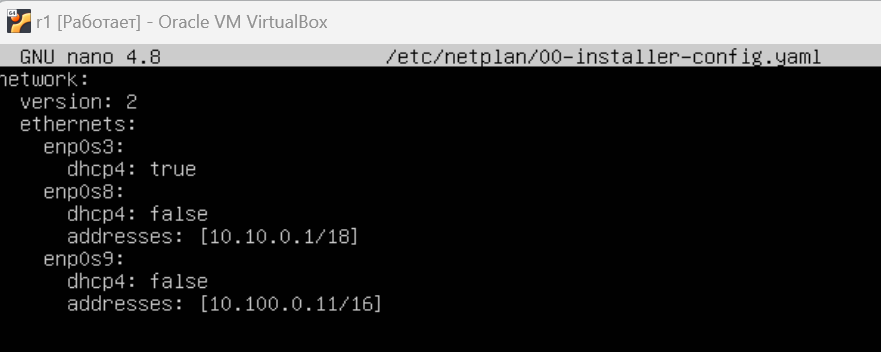 r1 [Работает] - Oracle VM VirtualBox
GNU nano 4.8 /etc/netplan/00-installer-config.yaml
network:
  version: 2
  ethernets:
    enp0s3:
      dhcp4: true
    enp0s8:
      dhcp4: false
      addresses: [10.10.0.1/18]
    enp0s9:
      dhcp4: false
      addresses: [10.100.0.11/16]